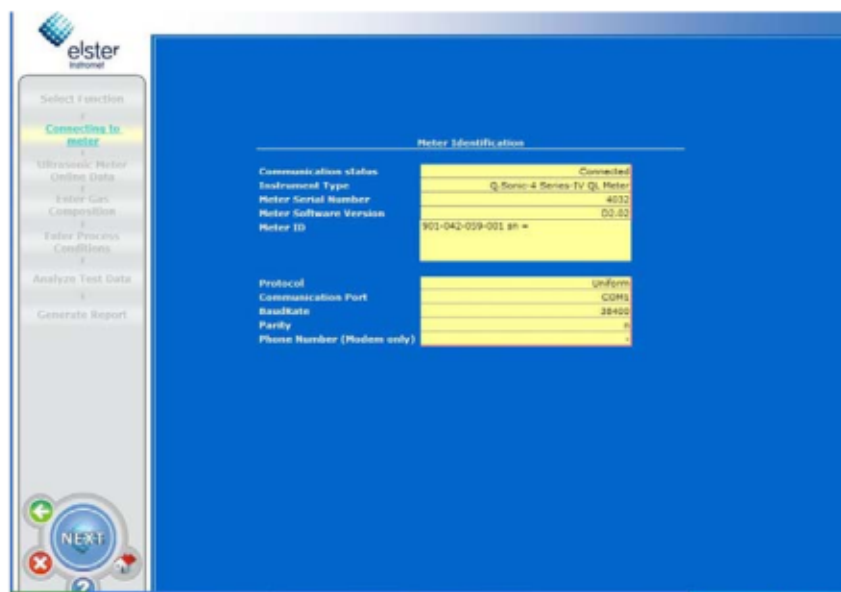 elster
Instromet
Select Function
Connecting to
meter
Ultrasonic Meter
Online Data
Enter Gas
Composition
Enter Process
Conditions
Analyze Test Data
Generate Report
NEXT
?
Meter Identification
Communication status Connected
Instrument Type Q.Sonic-4 Series-IV QL Meter
Meter Serial Number 4032
Meter Software Version D2.02
Meter ID 901-042-059-001 sn =
Protocol Uniform
Communication Port COM1
BaudRate 38400
Parity n
Phone Number (Modem only) -